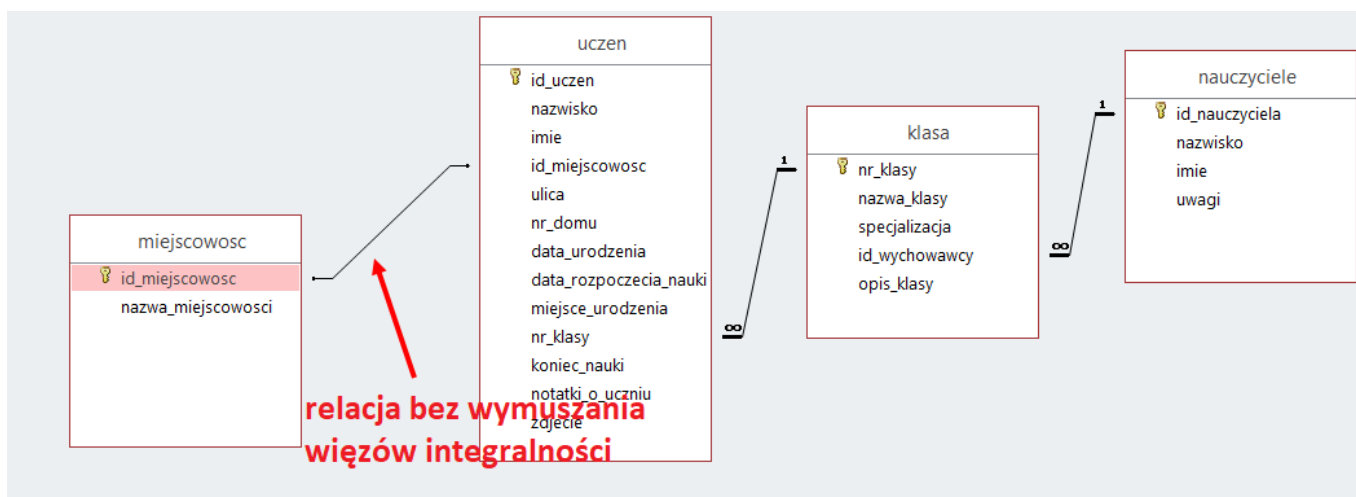 miejscowosc
id_miejscowosc
nazwa_miejscowosci
uczen
id_uczen
nazwisko
imie
id_miejscowosc
ulica
nr_domu
data_urodzenia
data_rozpoczecia_nauki
miejsce_urodzenia
nr_klasy
koniec_nauki
notatki_o_uczniu
zdjecie
relacja bez wymuszania
więzów integralności
1
∞
klasa
nr_klasy
nazwa_klasy
specjalizacja
id_wychowawcy
opis_klasy
1
∞
nauczyciele
id_nauczyciela
nazwisko
imie
uwagi